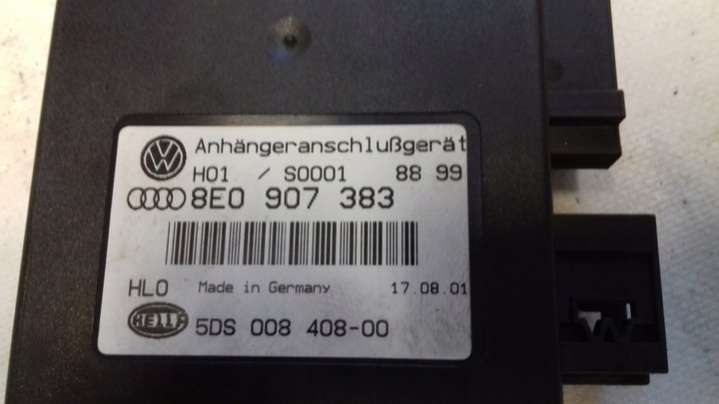 Anhängeranschlußgerät
H01 / S0001 88 99
8E0 907 383
HLO Made in Germany 17.08.01
HELLA 5DS 008 408-00